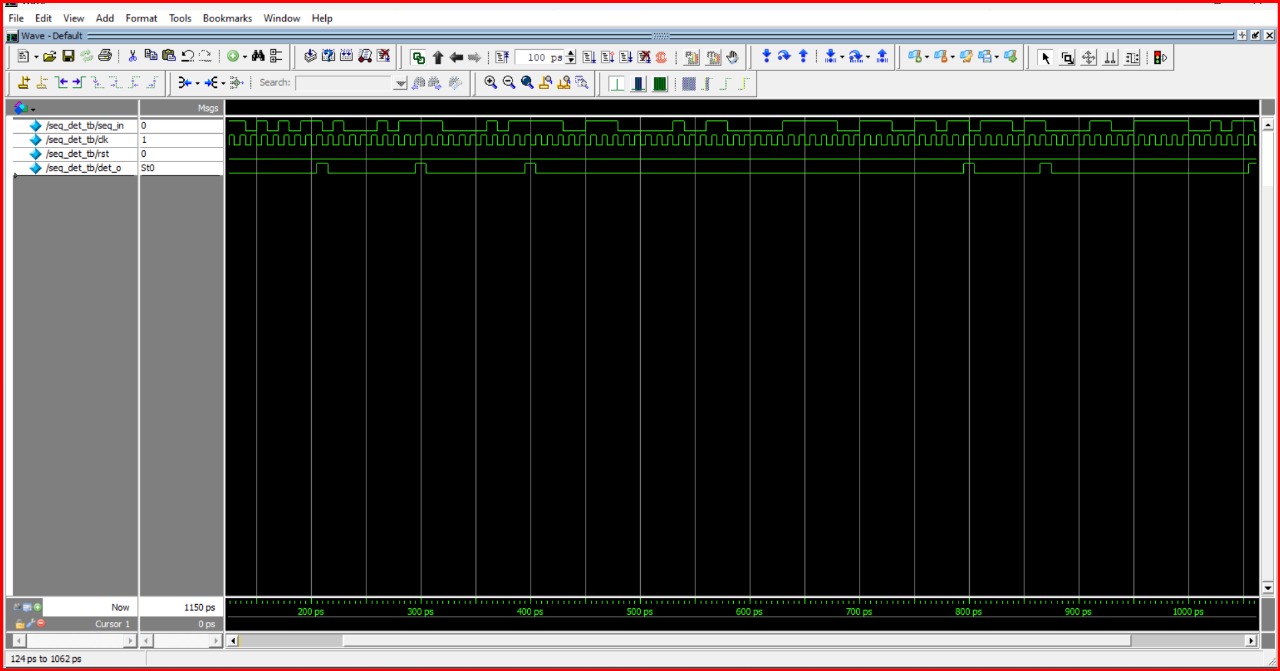 File Edit View Add Format Tools Bookmarks Window Help
Wave - Default
100 ps
Search:
Msgs
/seq_det_tb/seq_in 0
/seq_det_tb/clk 1
/seq_det_tb/rst 0
/seq_det_tb/det_o St0
Now 1150 ps
200 ps 300 ps 400 ps 500 ps 600 ps 700 ps 800 ps 900 ps 1000 ps
Cursor 1 0 ps
124 ps to 1062 ps